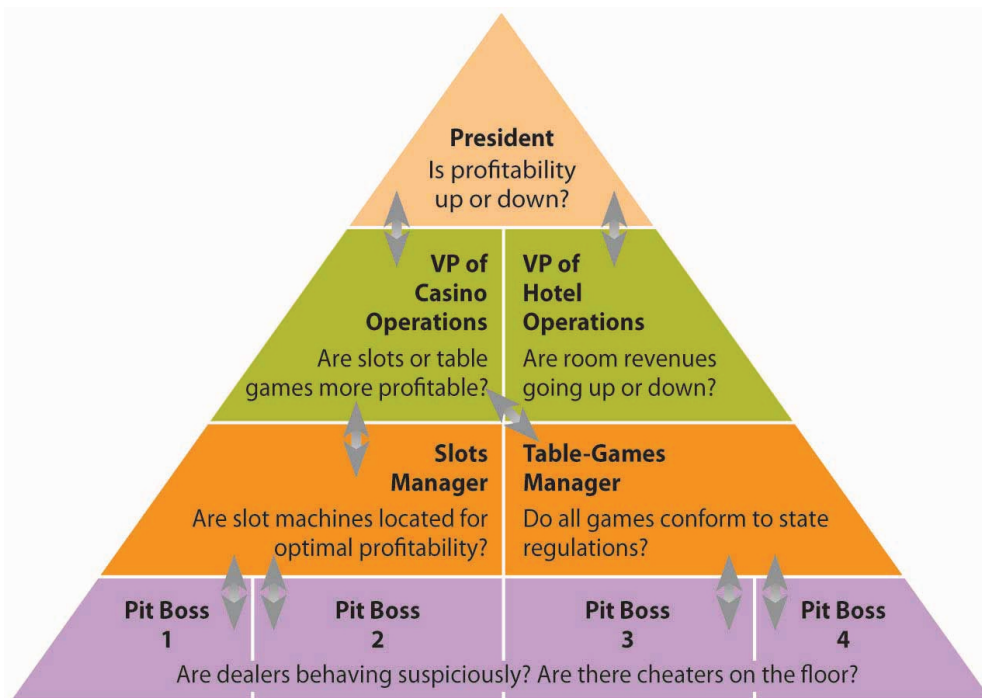 President
Is profitability
up or down?
VP of
Casino
Operations
Are slots or table
games more profitable?
VP of
Hotel
Operations
Are room revenues
going up or down?
Slots
Manager
Are slot machines located for
optimal profitability?
Table-Games
Manager
Do all games conform to state
regulations?
Pit Boss
1
Pit Boss
2
Pit Boss
3
Pit Boss
4
Are dealers behaving suspiciously? Are there cheaters on the floor?